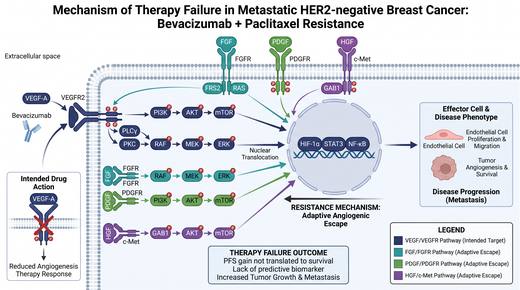 Mechanism of Therapy Failure in Metastatic HER2-negative Breast Cancer:
Bevacizumab + Paclitaxel Resistance
Extracellular space
FGF
FGFR
FRS2
RAS
PDGF
PDGFR
HGF
c-Met
GAB1
VEGF-A
VEGFR2
Bevacizumab
PI3K
AKT
mTOR
PLCγ
PKC
RAF
MEK
ERK
Nuclear
Translocation
HIF-1α
STAT3
NF-κB
FGF
FGFR
FGFR
RAF
MEK
ERK
PDGF
PDGFR
PI3K
AKT
mTOR
HGF
c-Met
GAB1
AKT
mTOR
Intended Drug
Action
VEGF-A
Reduced Angiogenesis
Therapy Response
RESISTANCE MECHANISM:
Adaptive Angiogenic
Escape
THERAPY FAILURE OUTCOME
PFS gain not translated to survival
Lack of predictive biomarker
Increased Tumor Growth & Metastasis
Effector Cell &
Disease Phenotype
Endothelial Cell
Endothelial Cell
Proliferation &
Migration
Tumor
Angiogenesis &
Survival
Disease Progression
(Metastasis)
LEGEND
VEGF/VEGFR Pathway (Intended Target)
FGF/FGFR Pathway (Adaptive Escape)
PDGF/PDGFR Pathway (Adaptive Escape)
HGF/c-Met Pathway (Adaptive Escape)